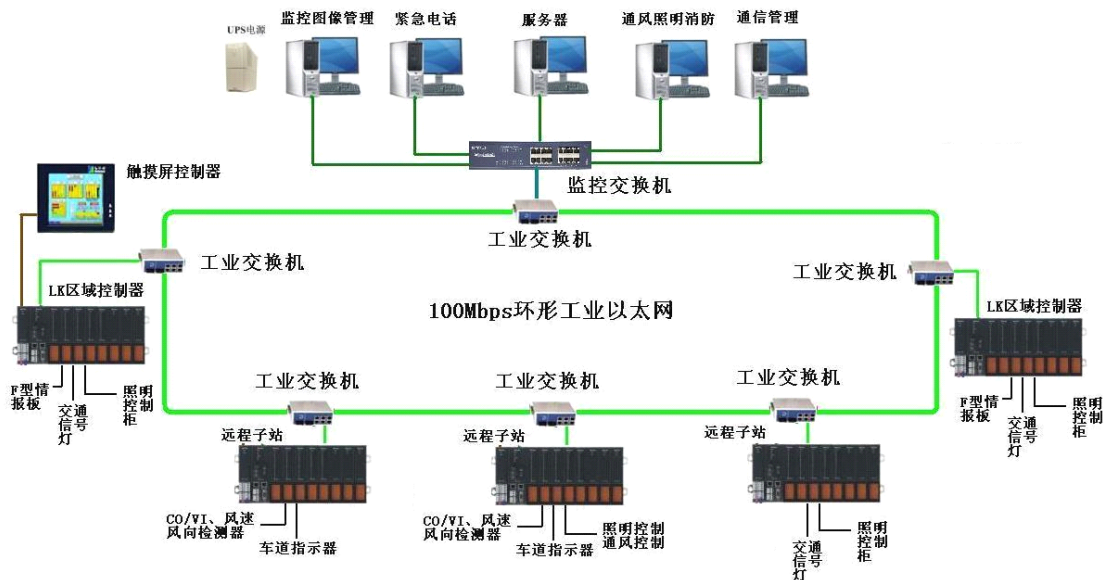 监控图像管理
紧急电话
服务器
通风照明消防
通信管理
UPS电源
触摸屏控制器
监控交换机
工业交换机
工业交换机
工业交换机
LK区域控制器
LK区域控制器
100Mbps环形工业以太网
F型情
报板
交通
信号
灯
照明
控制
柜
F型情
报板
交通
信号
灯
照明
控制
柜
工业交换机
工业交换机
工业交换机
远程子站
远程子站
远程子站
CO/VI、风速
风向检测器
车道指示器
CO/VI、风速
风向检测器
车道指示器
照明控制
通风控制
交通
信号
灯
照明
控制
柜